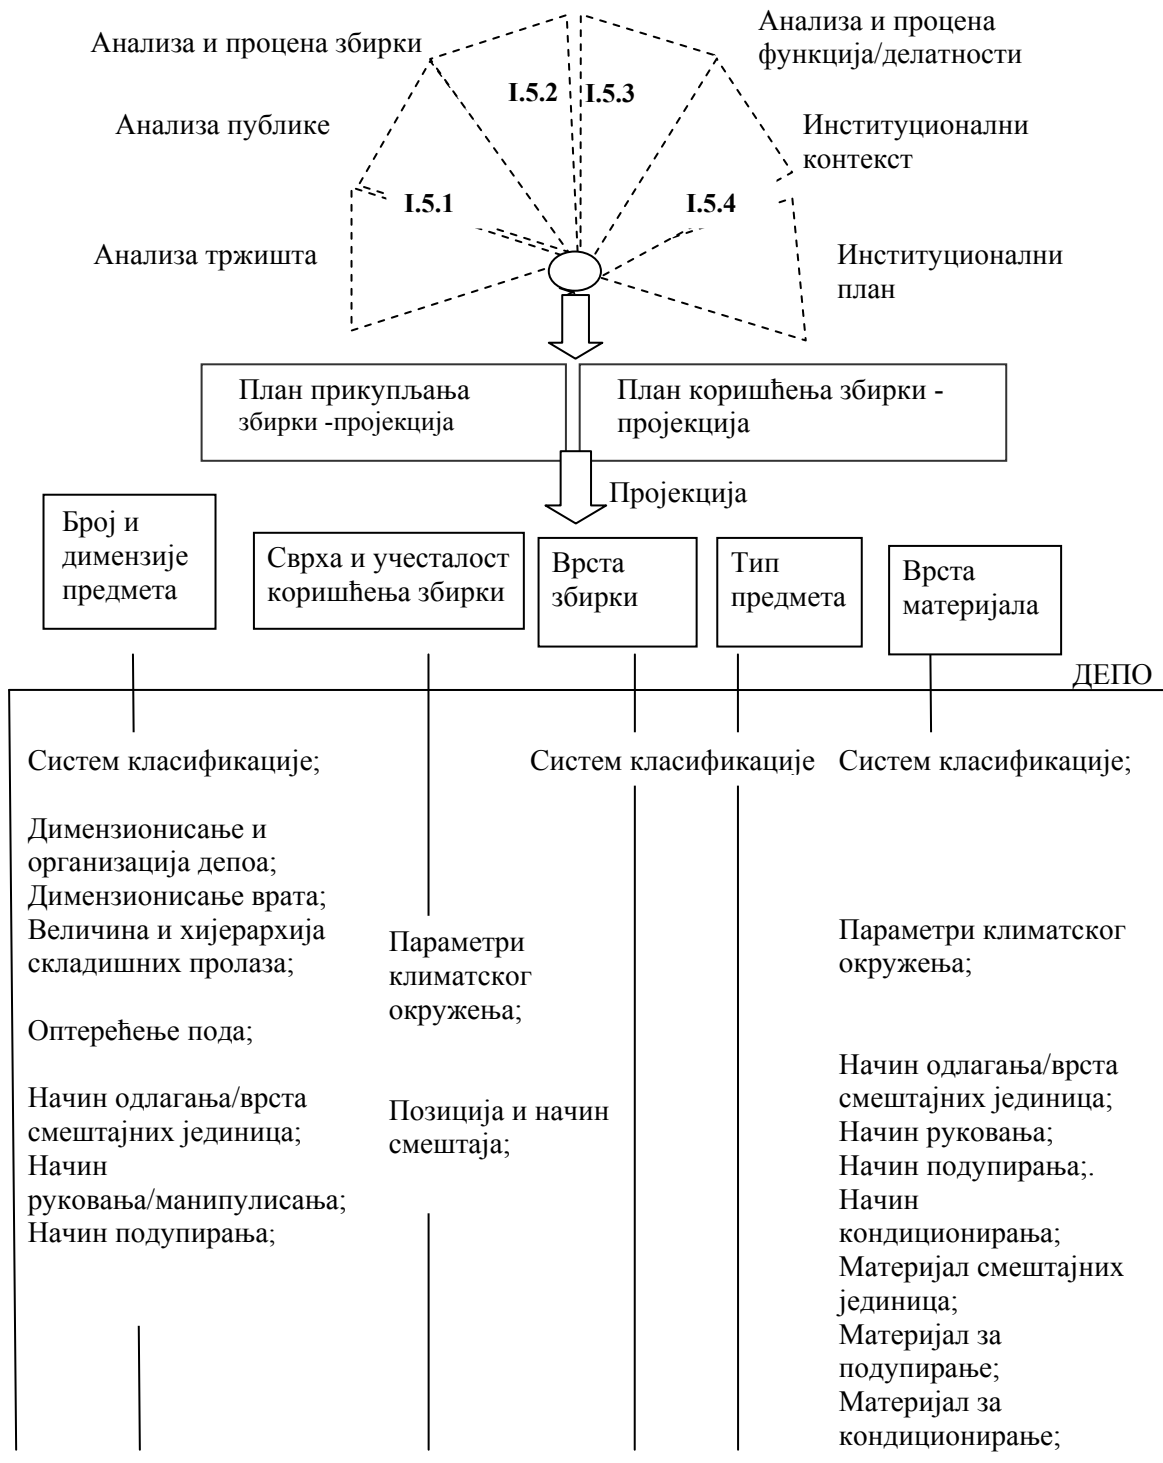 Анализа и процена збирки
Анализа и процена
функција/делатности
I.5.2
I.5.3
Анализа публике
Институционални
контекст
I.5.1
I.5.4
Анализа тржишта
Институционални
план
План прикупљања
збирки -пројекција
План коришћења збирки -
пројекција
Пројекција
Број и
димензије
предмета
Сврха и учесталост
коришћења збирки
Врста
збирки
Тип
предмета
Врста
материјала
ДЕПО
Систем класификације;
Димензионисање и
организација депоа;
Димензионисање врата;
Величина и хијерархија
складишних пролаза;
Оптерећење пода;
Начин одлагања/врста
смештајних јединица;
Начин
руковања/манипулисања;
Начин подупирања;
Параметри
климатског
окружења;
Позиција и начин
смештаја;
Систем класификације
Систем класификације;
Параметри климатског
окружења;
Начин одлагања/врста
смештајних јединица;
Начин руковања;
Начин подупирања;.
Начин
кондиционирања;
Материјал смештајних
јединица;
Материјал за
подупирање;
Материјал за
кондиционирање;